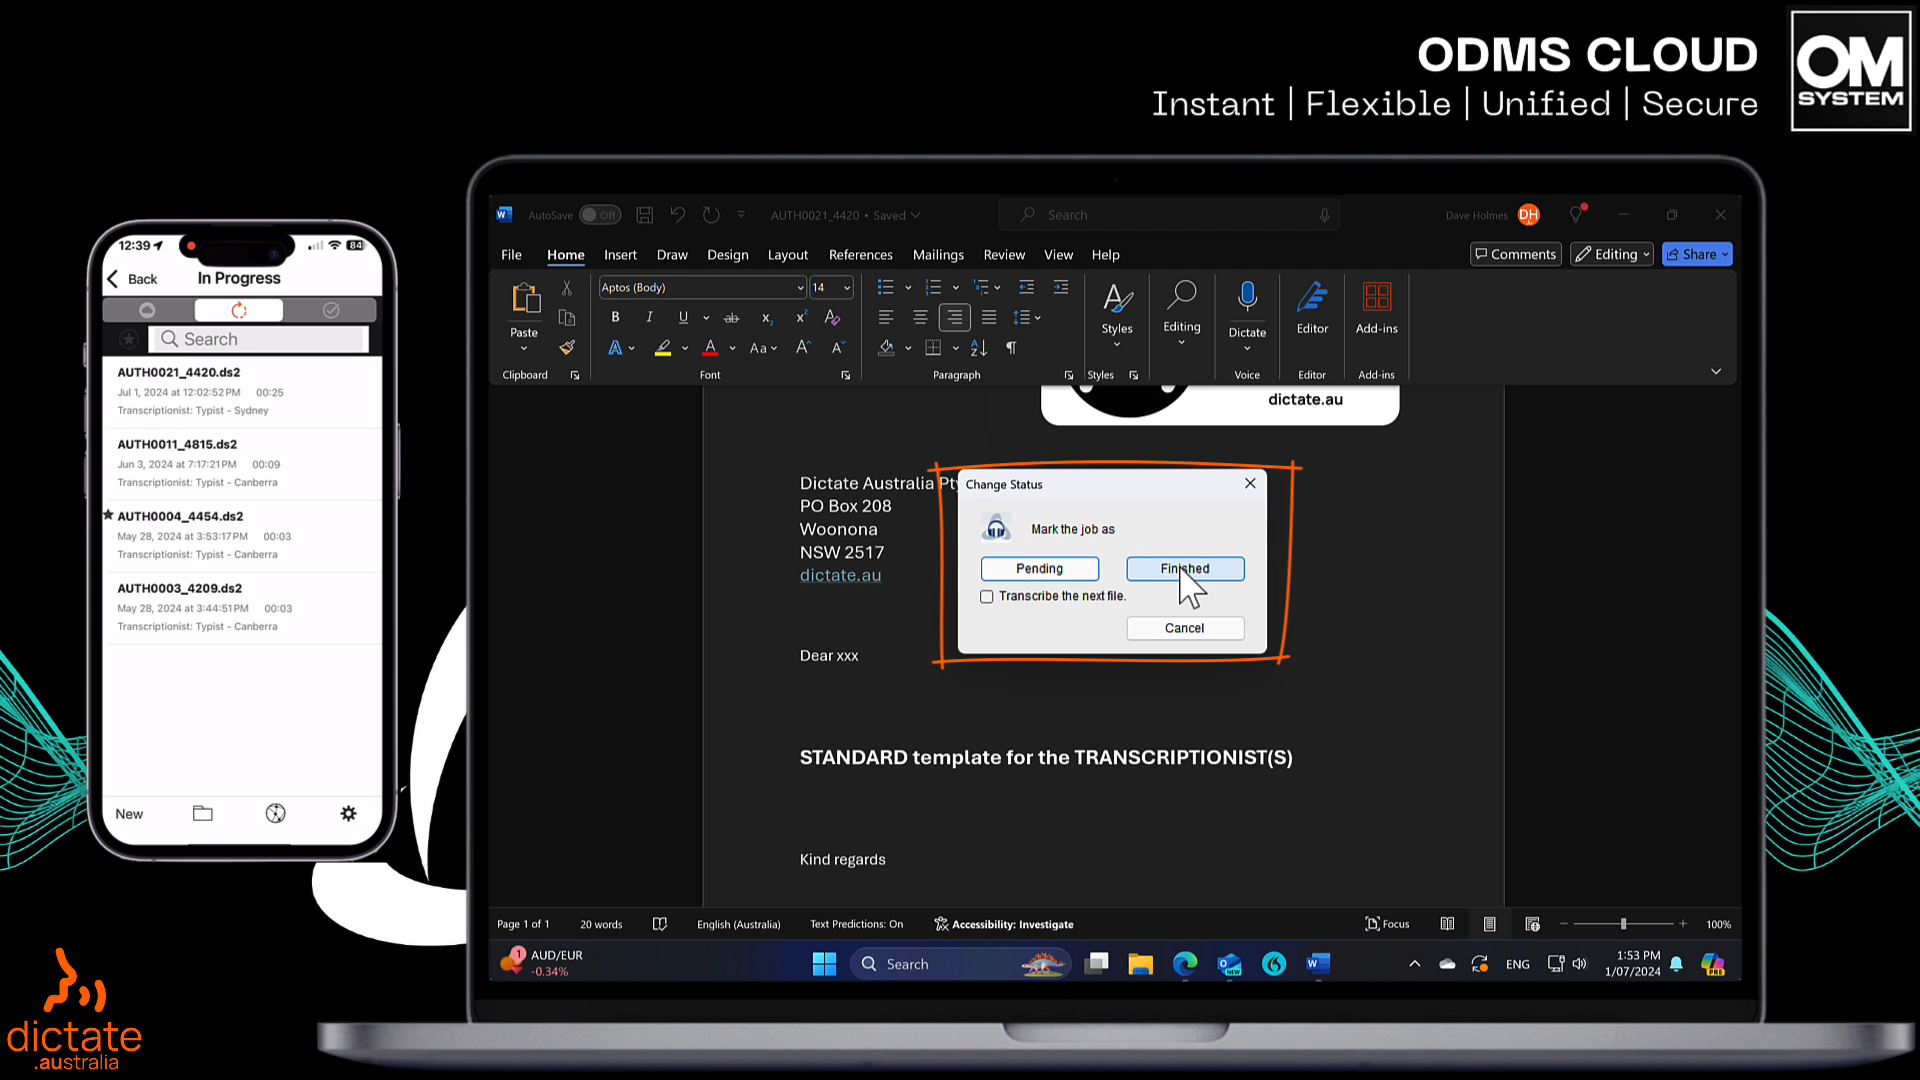 ODMS CLOUD
Instant | Flexible | Unified | Secure
OM
SYSTEM
12:39
84
Back
In Progress
Search
AUTH0021_4420.ds2
Jul 1, 2024 at 12:02:52 PM 00:25
Transcriptionist: Typist - Sydney
AUTH0011_4815.ds2
Jun 3, 2024 at 7:17:21 PM 00:09
Transcriptionist: Typist - Canberra
AUTH0004_4454.ds2
May 28, 2024 at 3:53:17 PM 00:03
Transcriptionist: Typist - Canberra
AUTH0003_4209.ds2
May 28, 2024 at 3:44:51 PM 00:03
Transcriptionist: Typist - Canberra
New
AutoSave Off
AUTH0021_4420 • Saved
Search
Dave Holmes DH
File Home Insert Draw Design Layout References Mailings Review View Help
Comments Editing Share
Paste
Clipboard
Aptos (Body) 14
B I U ab x₂ x² A
A A Aa A A
Font
Paragraph
Styles
Styles
Editing
Dictate
Voice
Editor
Editor
Add-ins
Add-ins
dictate.au
Dictate Australia Pty
PO Box 208
Woonona
NSW 2517
dictate.au
Change Status
Mark the job as
Pending Finished
Transcribe the next file.
Cancel
Dear xxx
STANDARD template for the TRANSCRIPTIONIST(S)
Kind regards
Page 1 of 1 20 words English (Australia) Text Predictions: On Accessibility: Investigate Focus 100%
1 AUD/EUR
-0.34%
Search
NEW
ENG
1:53 PM
1/07/2024
PRE
dictate
.australia